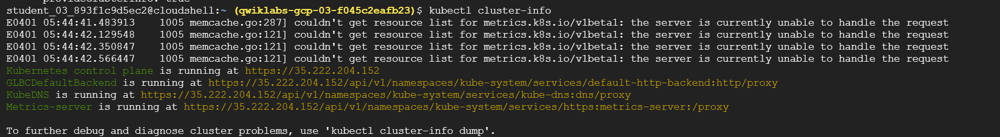 provideClusterInfo: true
student_03_893f1c9d5ec2@cloudshell:~ (qwiklabs-gcp-03-f045c2eafb23)$ kubectl cluster-info
E0401 05:44:41.483913    1005 memcache.go:287] couldn't get resource list for metrics.k8s.io/v1beta1: the server is currently unable to handle the request
E0401 05:44:42.129548    1005 memcache.go:121] couldn't get resource list for metrics.k8s.io/v1beta1: the server is currently unable to handle the request
E0401 05:44:42.350847    1005 memcache.go:121] couldn't get resource list for metrics.k8s.io/v1beta1: the server is currently unable to handle the request
E0401 05:44:42.566447    1005 memcache.go:121] couldn't get resource list for metrics.k8s.io/v1beta1: the server is currently unable to handle the request
Kubernetes control plane is running at https://35.222.204.152
GLBCDefaultBackend is running at https://35.222.204.152/api/v1/namespaces/kube-system/services/default-http-backend:http/proxy
KubeDNS is running at https://35.222.204.152/api/v1/namespaces/kube-system/services/kube-dns:dns/proxy
Metrics-server is running at https://35.222.204.152/api/v1/namespaces/kube-system/services/https:metrics-server:/proxy
To further debug and diagnose cluster problems, use 'kubectl cluster-info dump'.